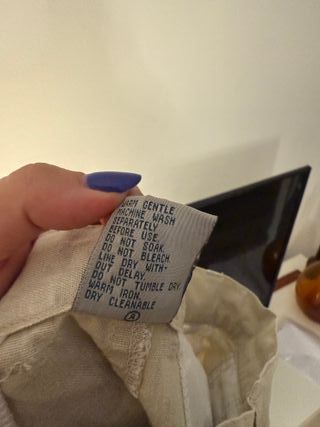 WARM GENTLE
MACHINE WASH
SEPARATELY
BEFORE USE.
DO NOT SOAK.
DO NOT BLEACH.
LINE DRY WITH-
OUT DELAY.
DO NOT TUMBLE DRY.
WARM IRON.
DRY CLEANABLE
A